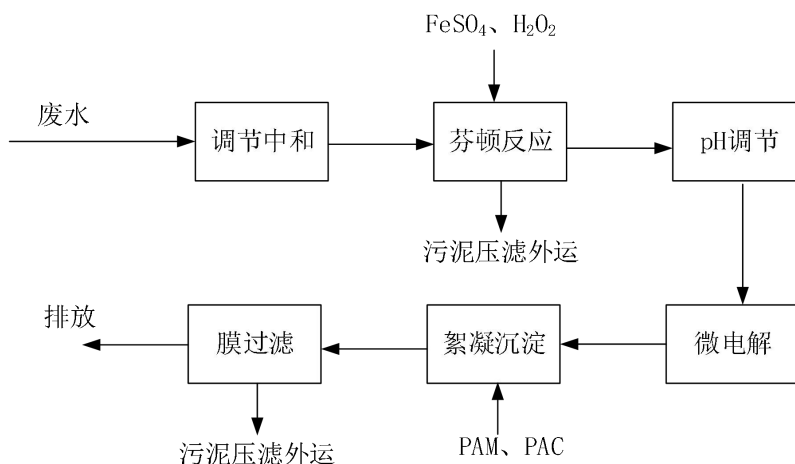 FeSO₄、H₂O₂
废水
调节中和
芬顿反应
pH调节
污泥压滤外运
排放
膜过滤
絮凝沉淀
微电解
污泥压滤外运
PAM、PAC